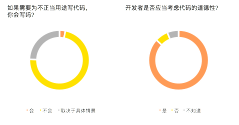 如果需要为不正当用途写代码，
你会写吗?
开发者是否应当考虑代码的道德性?
会 不会 取决于具体情况
是 否 不知道